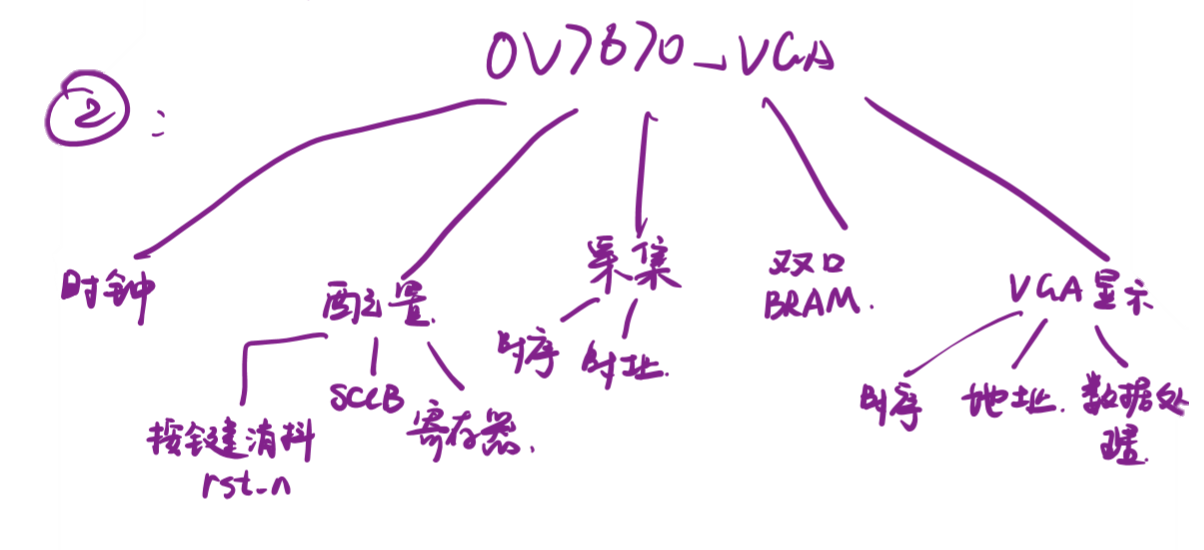 OV7670_VGA
②:
时钟
配置.
采集
双口
BRAM.
VGA显示
按键消抖
rst_n
SCCB
寄存器.
时序
时址.
时序
地址.
数据处
理.